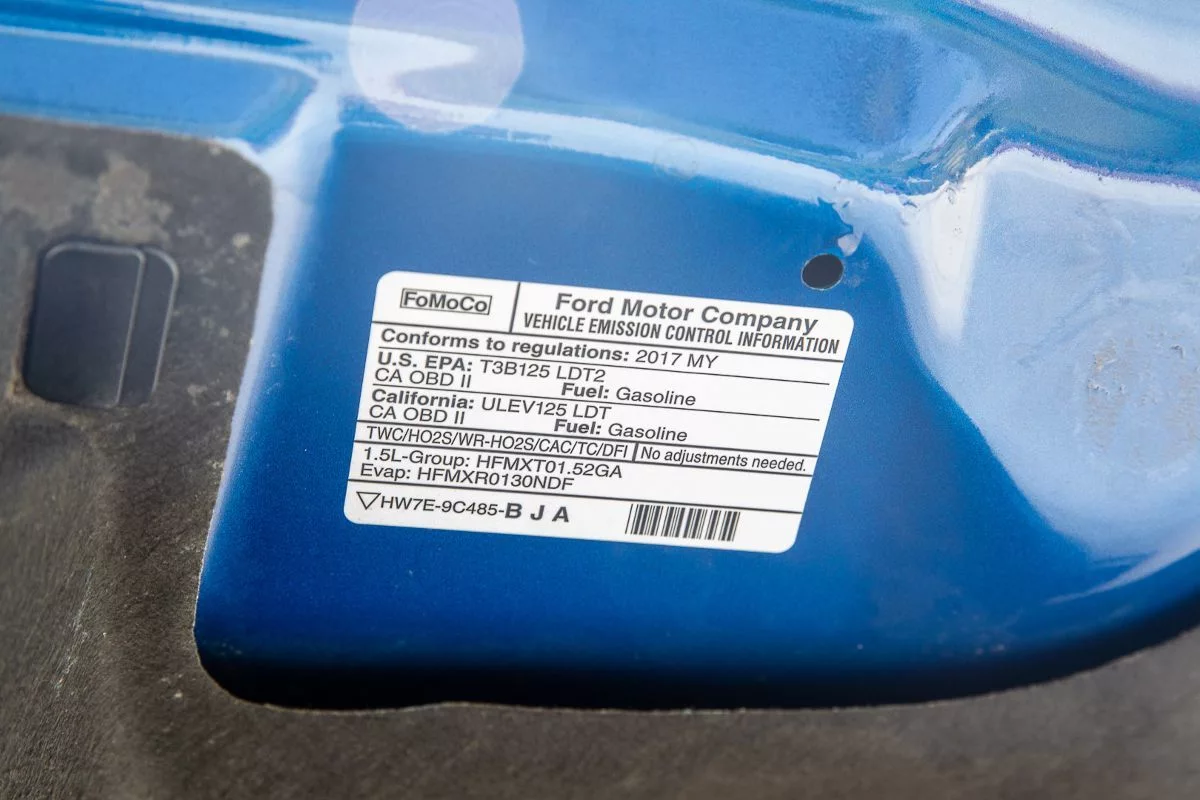 FoMoCo
Ford Motor Company
VEHICLE EMISSION CONTROL INFORMATION
Conforms to regulations: 2017 MY
U.S. EPA: T3B125 LDT2
CA OBD II Fuel: Gasoline
California: ULEV125 LDT
CA OBD II Fuel: Gasoline
TWC/HO2S/WR-HO2S/CAC/TC/DFI No adjustments needed.
1.5L-Group: HFMXT01.52GA
Evap: HFMXR0130NDF
HW7E-9C485-B J A